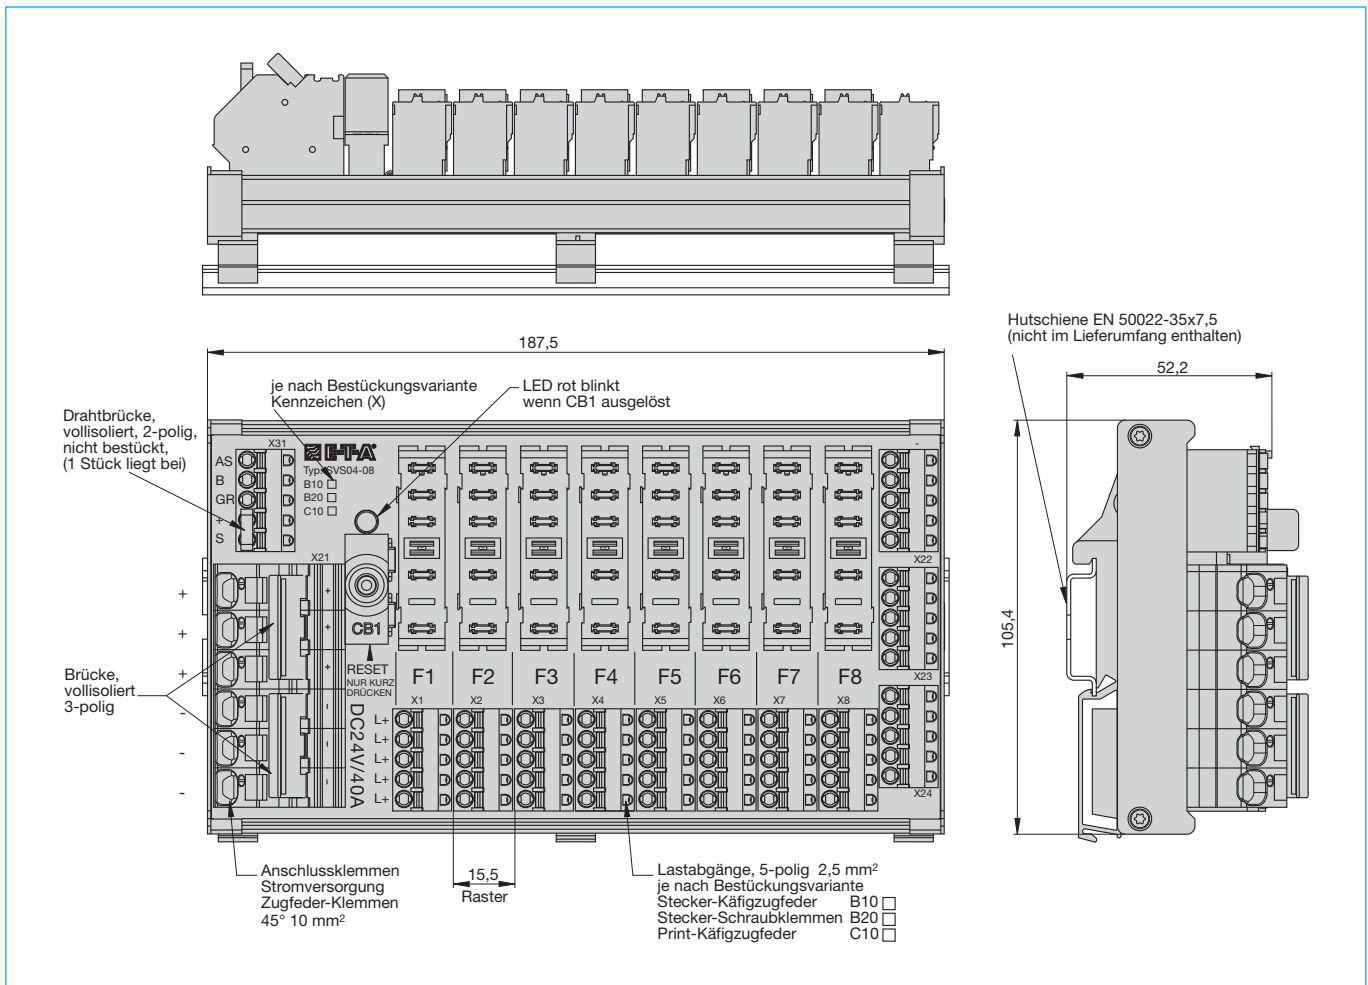 Hutschiene EN 50022-35x7,5
(nicht im Lieferumfang enthalten)
187,5
52,2
105,4
je nach Bestückungsvariante
Kennzeichen (X)
LED rot blinkt
wenn CB1 ausgelöst
Drahtbrücke,
vollisoliert, 2-polig,
nicht bestückt,
(1 Stück liegt bei)
X31
AS
B
GR
+
S
E-T-A®
Typ: SVS04-08
B10
B20
C10
X21
+
+
+
-
-
-
+
+
+
-
-
-
Brücke,
vollisoliert
3-polig
CB1
RESET
NUR KURZ
DRÜCKEN
DC24V/40A
F1 F2 F3 F4 F5 F6 F7 F8
X1 X2 X3 X4 X5 X6 X7 X8
L+
L+
L+
L+
L+
-
X22
X23
X24
Anschlussklemmen
Stromversorgung
Zugfeder-Klemmen
45° 10 mm²
15,5
Raster
Lastabgänge, 5-polig 2,5 mm²
je nach Bestückungsvariante
Stecker-Käfigzugfeder B10
Stecker-Schraubklemmen B20
Print-Käfigzugfeder C10